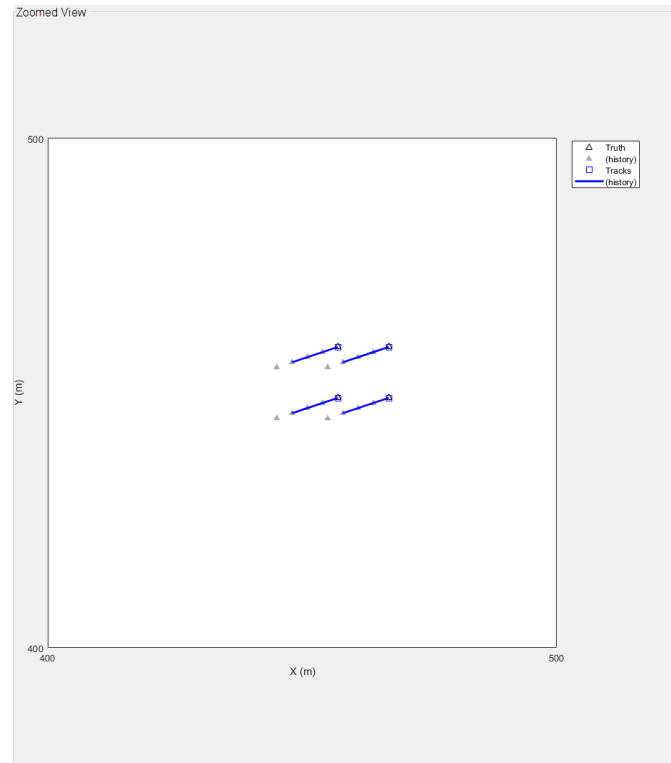 Zoomed View
500
Truth
(history)
Tracks
(history)
Y (m)
400
400
500
X (m)